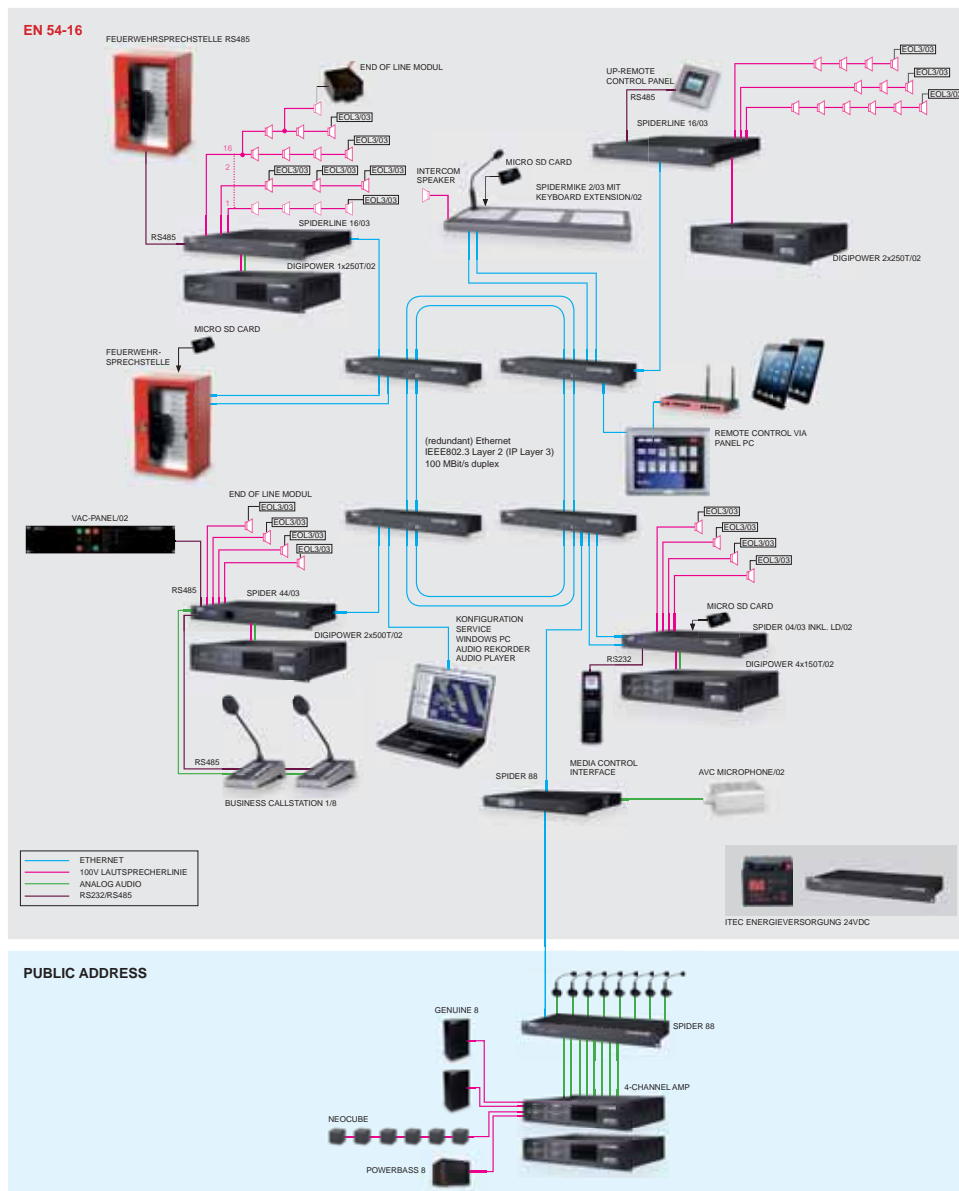 EN 54-16
FEUERWEHRSPRECHSTELLE RS485
END OF LINE MODUL
EOL3/03
EOL3/03
16
EOL3/03
2
EOL3/03
EOL3/03
EOL3/03
1
SPIDERLINE 16/03
RS485
DIGIPOWER 1x250T/02
UP-REMOTE
CONTROL PANEL
RS485
EOL3/03
EOL3/03
EOL3/03
SPIDERLINE 16/03
DIGIPOWER 2x250T/02
INTERCOM
SPEAKER
MICRO SD CARD
SPIDERMIKE 2/03 MIT
KEYBOARD EXTENSION/02
MICRO SD CARD
FEUERWEHR-
SPRECHSTELLE
(redundant) Ethernet
IEEE802.3 Layer 2 (IP Layer 3)
100 MBit/s duplex
REMOTE CONTROL VIA
PANEL PC
VAC-PANEL/02
END OF LINE MODUL
EOL3/03
EOL3/03
EOL3/03
EOL3/03
RS485
SPIDER 44/03
DIGIPOWER 2x500T/02
RS485
BUSINESS CALLSTATION 1/8
KONFIGURATION
SERVICE
WINDOWS PC
AUDIO REKORDER
AUDIO PLAYER
EOL3/03
EOL3/03
EOL3/03
EOL3/03
MICRO SD CARD
SPIDER 04/03 INKL. LD/02
RS232
DIGIPOWER 4x150T/02
MEDIA CONTROL
INTERFACE
SPIDER 88
AVC MICROPHONE/02
ETHERNET
100V LAUTSPRECHERLINIE
ANALOG AUDIO
RS232/RS485
ITEC ENERGIEVERSORGUNG 24VDC
PUBLIC ADDRESS
GENUINE 8
SPIDER 88
4-CHANNEL AMP
NEOCUBE
POWERBASS 8